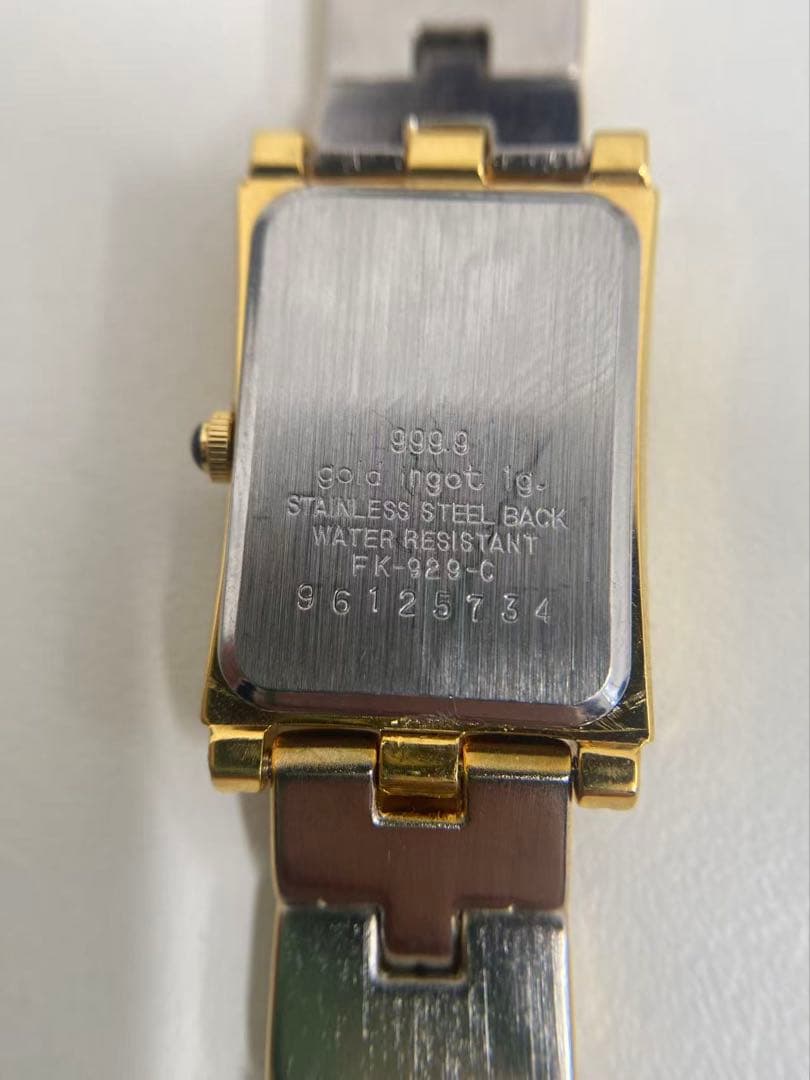 999.9
gold ingot 1g.
STAINLESS STEEL BACK
WATER RESISTANT
FK-929-C
96125734